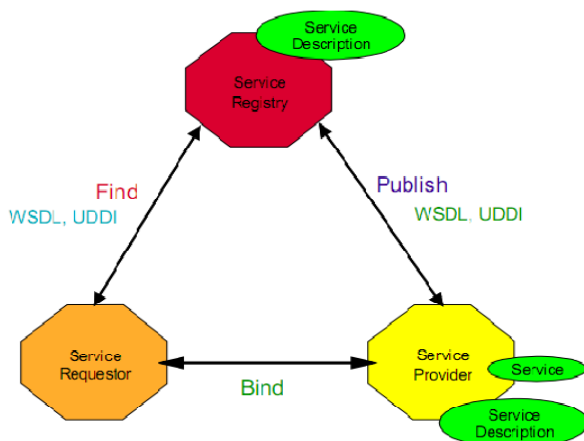 Service
Description
Service
Registry
Find
WSDL, UDDI
Publish
WSDL, UDDI
Service
Requestor
Bind
Service
Provider
Service
Service
Description